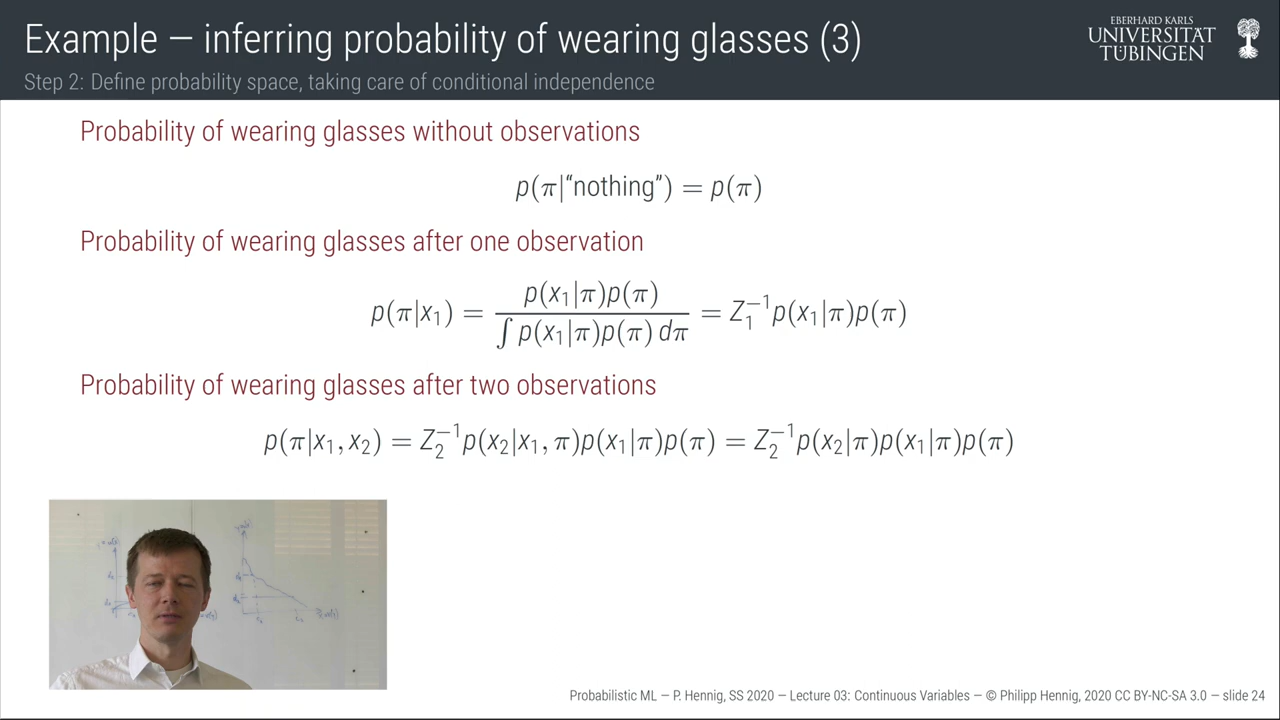 Example — inferring probability of wearing glasses (3)
Step 2: Define probability space, taking care of conditional independence
EBERHARD KARLS
UNIVERSITÄT
TÜBINGEN
Probability of wearing glasses without observations
p(π|“nothing”) = p(π)
Probability of wearing glasses after one observation
p(π|x₁) = p(x₁|π)p(π) / ∫ p(x₁|π)p(π) dπ = Z₁⁻¹p(x₁|π)p(π)
Probability of wearing glasses after two observations
p(π|x₁, x₂) = Z₂⁻¹p(x₂|x₁, π)p(x₁|π)p(π) = Z₂⁻¹p(x₂|π)p(x₁|π)p(π)
Probabilistic ML — P. Hennig, SS 2020 — Lecture 03: Continuous Variables — © Philipp Hennig, 2020 CC BY-NC-SA 3.0 — slide 24